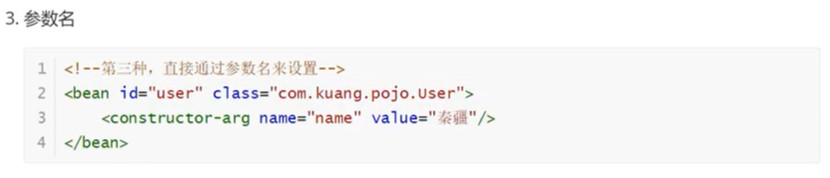 3. 参数名
1 <!--第三种，直接通过参数名来设置-->
2 <bean id="user" class="com.kuang.pojo.User">
3     <constructor-arg name="name" value="秦疆"/>
4 </bean>